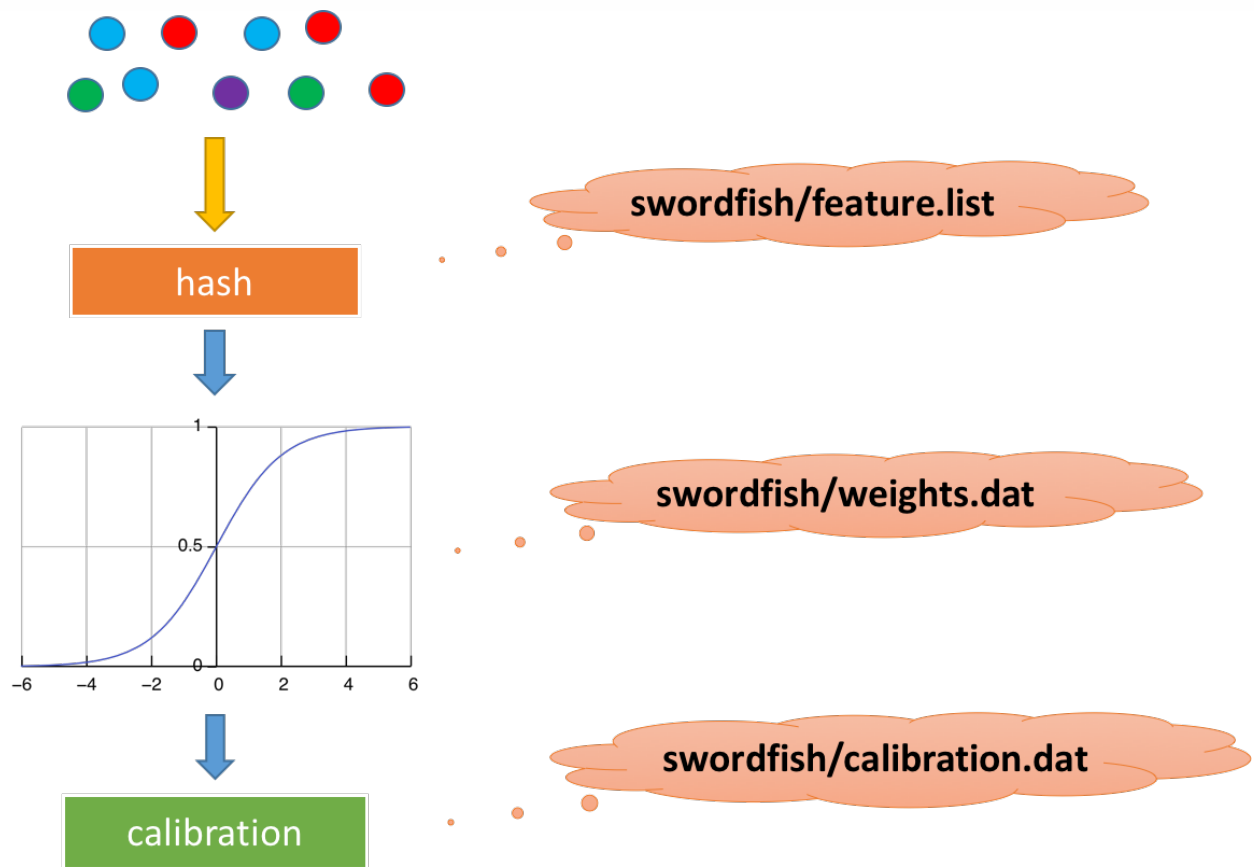 swordfish/feature.list
hash
1
swordfish/weights.dat
0.5
0
−6 −4 −2 0 2 4 6
swordfish/calibration.dat
calibration